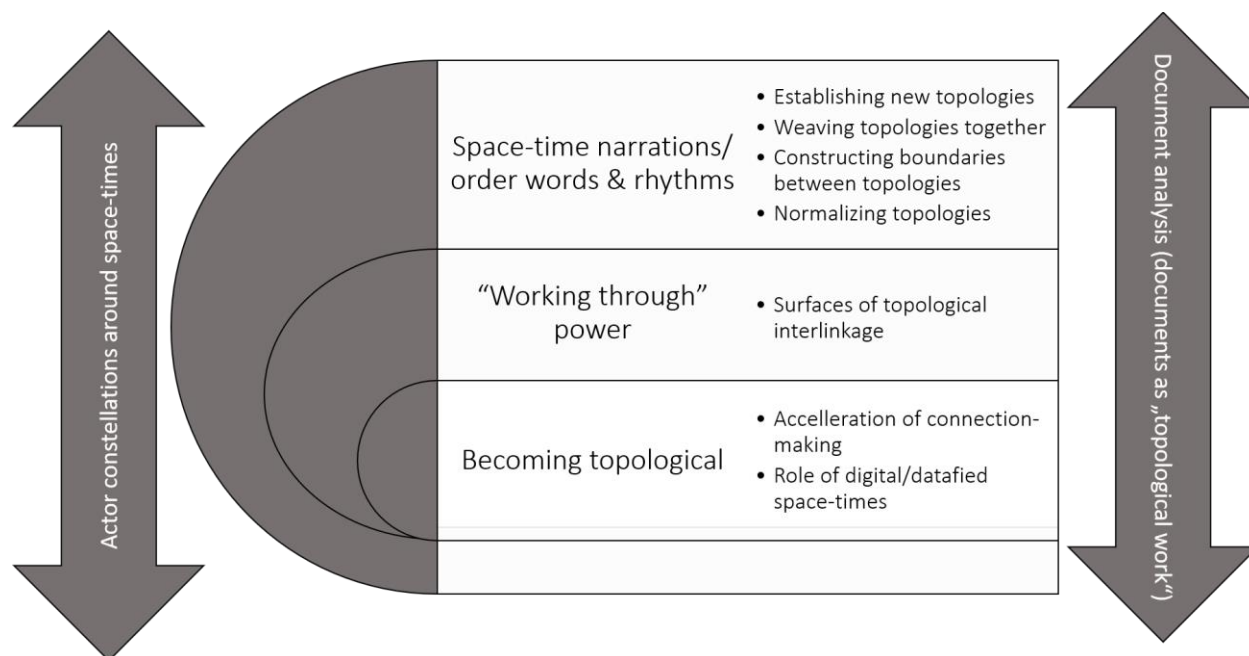 Actor constellations around space-times
Space-time narrations/
order words & rhythms
• Establishing new topologies
• Weaving topologies together
• Constructing boundaries
between topologies
• Normalizing topologies
“Working through”
power
• Surfaces of topological
interlinkage
Becoming topological
• Accelleration of connection-
making
• Role of digital/datafied
space-times
Document analysis (documents as „topological work“)